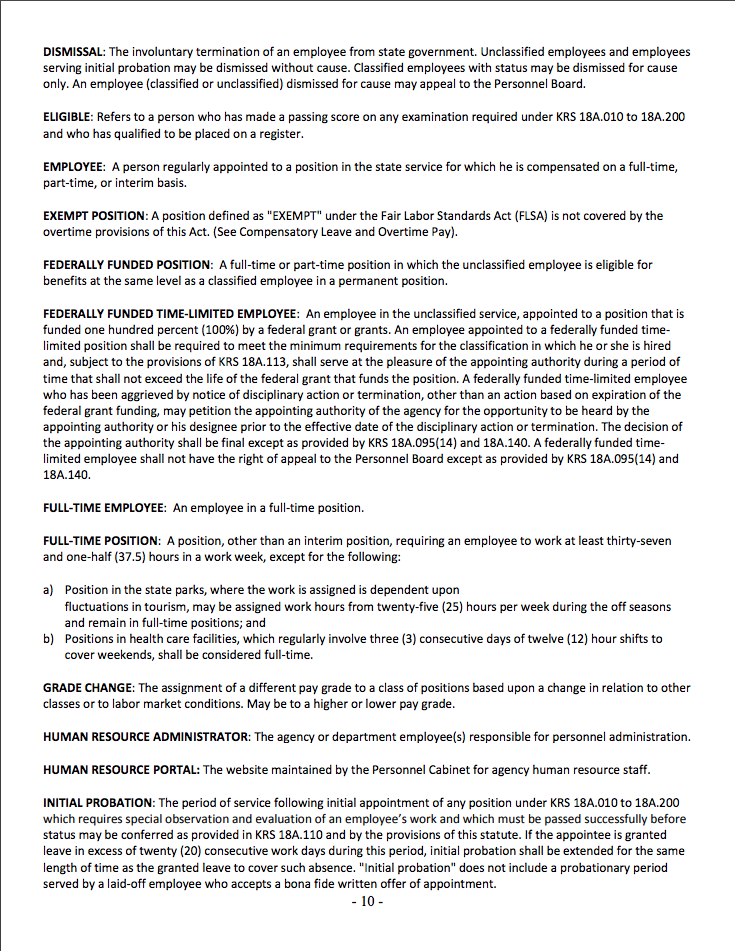 DISMISSAL: The involuntary termination of an employee from state government. Unclassified employees and employees
serving initial probation may be dismissed without cause. Classified employees with status may be dismissed for cause
only. An employee (classified or unclassified) dismissed for cause may appeal to the Personnel Board.
ELIGIBLE: Refers to a person who has made a passing score on any examination required under KRS 18A.010 to 18A.200
and who has qualified to be placed on a register.
EMPLOYEE: A person regularly appointed to a position in the state service for which he is compensated on a full-time,
part-time, or interim basis.
EXEMPT POSITION: A position defined as "EXEMPT" under the Fair Labor Standards Act (FLSA) is not covered by the
overtime provisions of this Act. (See Compensatory Leave and Overtime Pay).
FEDERALLY FUNDED POSITION: A full-time or part-time position in which the unclassified employee is eligible for
benefits at the same level as a classified employee in a permanent position.
FEDERALLY FUNDED TIME-LIMITED EMPLOYEE: An employee in the unclassified service, appointed to a position that is
funded one hundred percent (100%) by a federal grant or grants. An employee appointed to a federally funded time-
limited position shall be required to meet the minimum requirements for the classification in which he or she is hired
and, subject to the provisions of KRS 18A.113, shall serve at the pleasure of the appointing authority during a period of
time that shall not exceed the life of the federal grant that funds the position. A federally funded time-limited employee
who has been aggrieved by notice of disciplinary action or termination, other than an action based on expiration of the
federal grant funding, may petition the appointing authority of the agency for the opportunity to be heard by the
appointing authority or his designee prior to the effective date of the disciplinary action or termination. The decision of
the appointing authority shall be final except as provided by KRS 18A.095(14) and 18A.140. A federally funded time-
limited employee shall not have the right of appeal to the Personnel Board except as provided by KRS 18A.095(14) and
18A.140.
FULL-TIME EMPLOYEE: An employee in a full-time position.
FULL-TIME POSITION: A position, other than an interim position, requiring an employee to work at least thirty-seven
and one-half (37.5) hours in a work week, except for the following:
a) Position in the state parks, where the work is assigned is dependent upon
fluctuations in tourism, may be assigned work hours from twenty-five (25) hours per week during the off seasons
and remain in full-time positions; and
b) Positions in health care facilities, which regularly involve three (3) consecutive days of twelve (12) hour shifts to
cover weekends, shall be considered full-time.
GRADE CHANGE: The assignment of a different pay grade to a class of positions based upon a change in relation to other
classes or to labor market conditions. May be to a higher or lower pay grade.
HUMAN RESOURCE ADMINISTRATOR: The agency or department employee(s) responsible for personnel administration.
HUMAN RESOURCE PORTAL: The website maintained by the Personnel Cabinet for agency human resource staff.
INITIAL PROBATION: The period of service following initial appointment of any position under KRS 18A.010 to 18A.200
which requires special observation and evaluation of an employee's work and which must be passed successfully before
status may be conferred as provided in KRS 18A.110 and by the provisions of this statute. If the appointee is granted
leave in excess of twenty (20) consecutive work days during this period, initial probation shall be extended for the same
length of time as the granted leave to cover such absence. "Initial probation" does not include a probationary period
served by a laid-off employee who accepts a bona fide written offer of appointment.
- 10 -